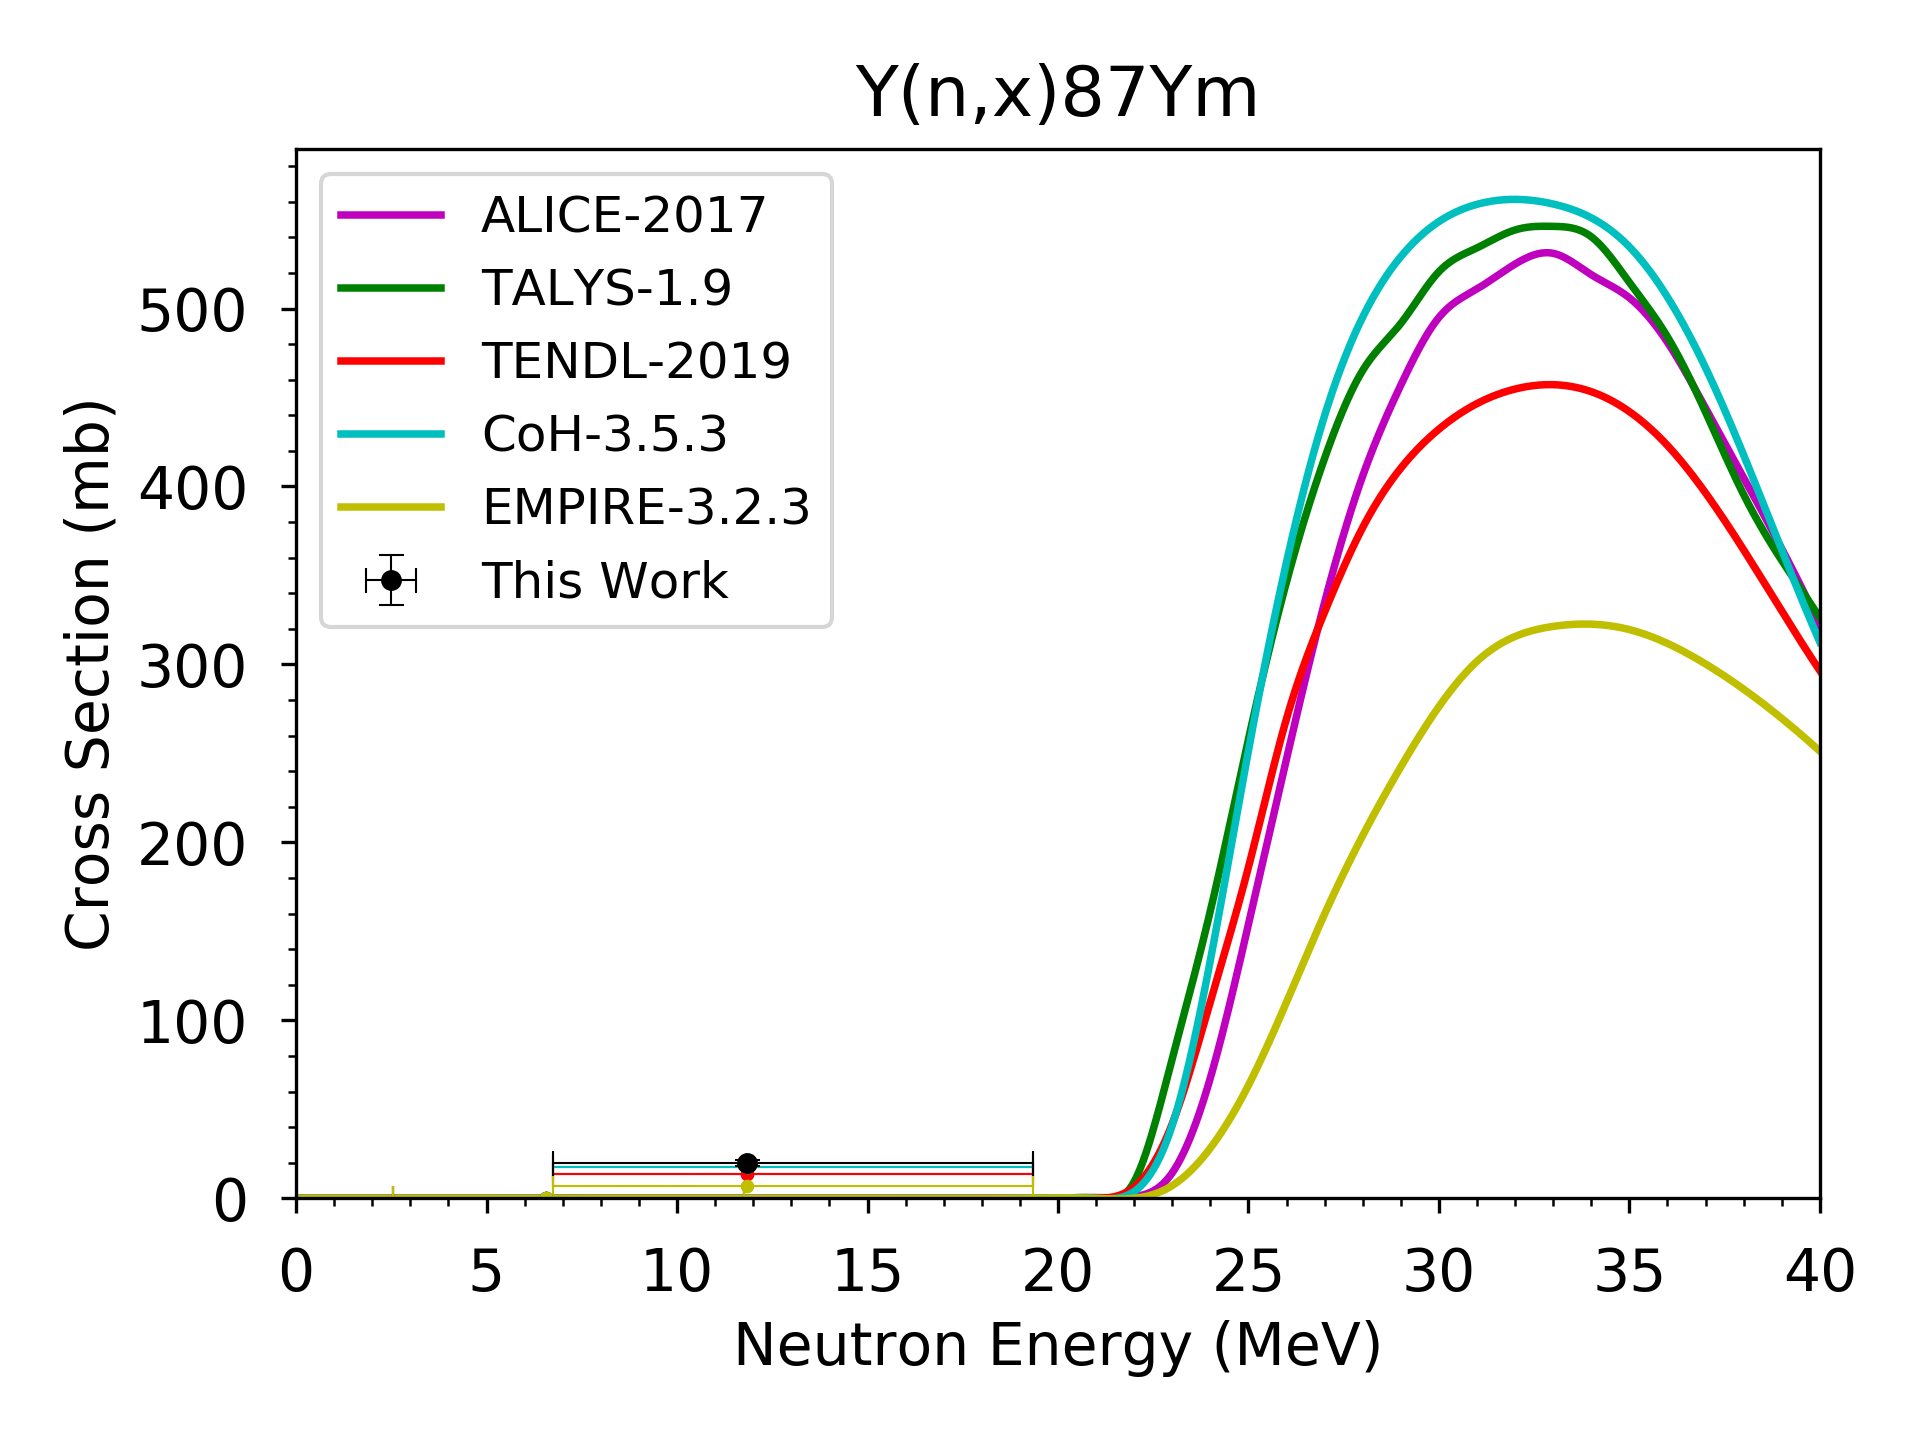 Y(n,x)87Ym
ALICE-2017
TALYS-1.9
TENDL-2019
CoH-3.5.3
EMPIRE-3.2.3
This Work
Cross Section (mb)
500
400
300
200
100
0
0 5 10 15 20 25 30 35 40
Neutron Energy (MeV)